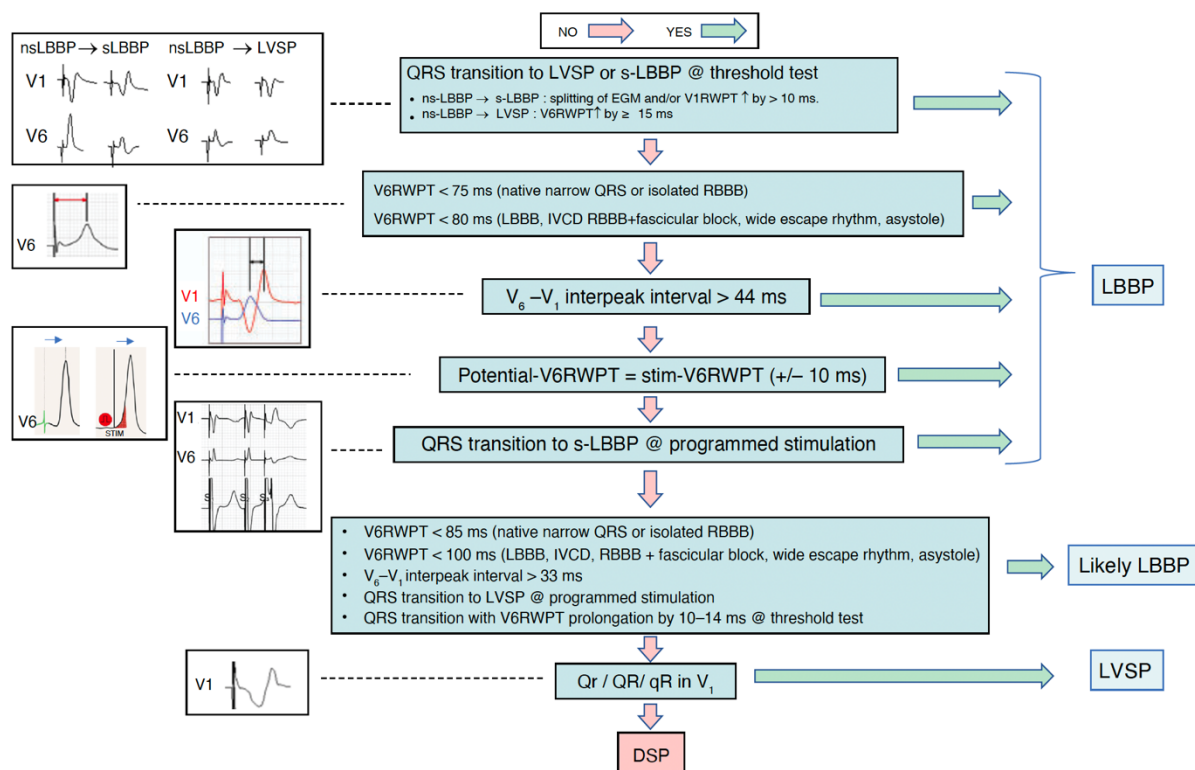 NO YES
nsLBBP → sLBBP nsLBBP → LVSP
V1 V1
V6 V6
QRS transition to LVSP or s-LBBP @ threshold test
• ns-LBBP → s-LBBP : splitting of EGM and/or V1RWPT ↑ by > 10 ms.
• ns-LBBP → LVSP : V6RWPT↑ by ≥ 15 ms
V6
V6RWPT < 75 ms (native narrow QRS or isolated RBBB)
V6RWPT < 80 ms (LBBB, IVCD RBBB+fascicular block, wide escape rhythm, asystole)
V1
V6
V₆ –V₁ interpeak interval > 44 ms
LBBP
V6
STIM
Potential-V6RWPT = stim-V6RWPT (+/– 10 ms)
V1
V6
S S S
QRS transition to s-LBBP @ programmed stimulation
• V6RWPT < 85 ms (native narrow QRS or isolated RBBB)
• V6RWPT < 100 ms (LBBB, IVCD, RBBB + fascicular block, wide escape rhythm, asystole)
• V₆–V₁ interpeak interval > 33 ms
• QRS transition to LVSP @ programmed stimulation
• QRS transition with V6RWPT prolongation by 10–14 ms @ threshold test
Likely LBBP
V1
Qr / QR/ qR in V₁
LVSP
DSP